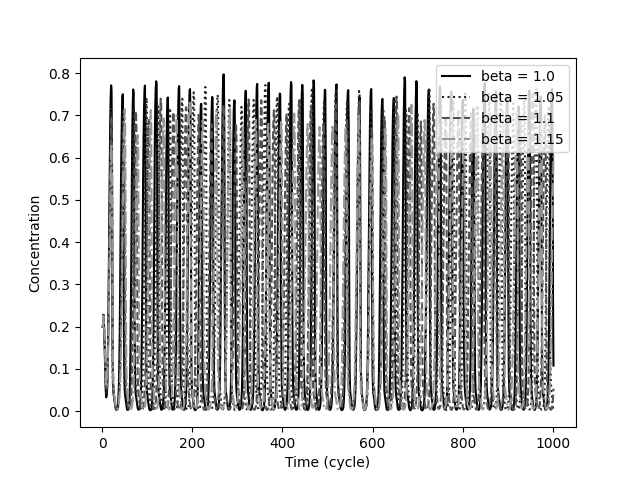 0.8
0.7
0.6
0.5
0.4
0.3
0.2
0.1
0.0
Concentration
beta = 1.0
beta = 1.05
beta = 1.1
beta = 1.15
0 200 400 600 800 1000
Time (cycle)